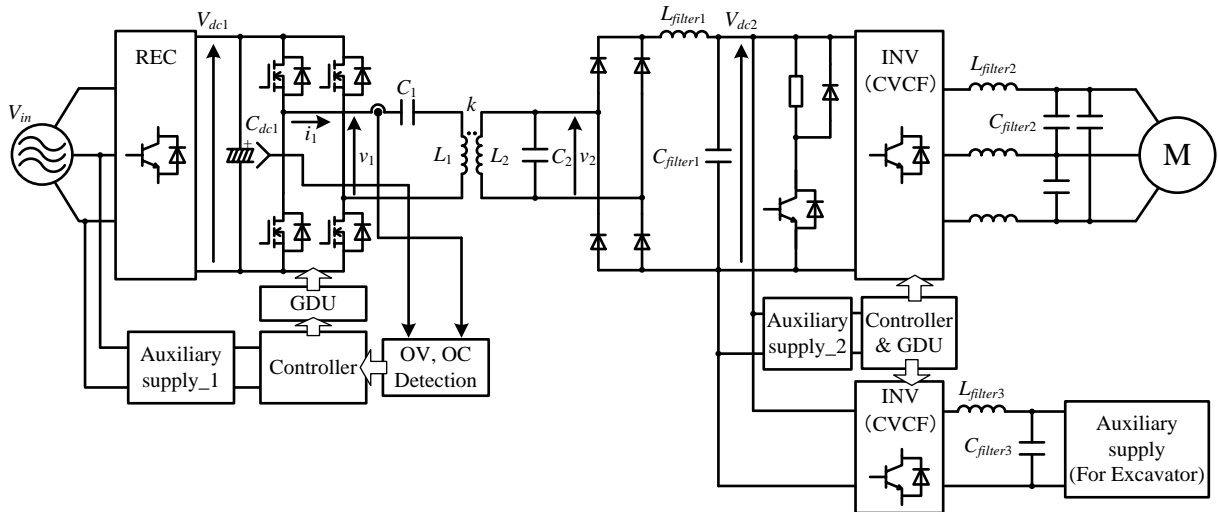 V_in
REC
V_dc1
C_dc1
+
i_1
v_1
C_1
k
L_1
L_2
C_2
v_2
L_filter1
C_filter1
V_dc2
INV
(CVCF)
L_filter2
C_filter2
M
GDU
Auxiliary
supply_1
Controller
OV, OC
Detection
Auxiliary
supply_2
Controller
& GDU
INV
(CVCF)
L_filter3
C_filter3
Auxiliary
supply
(For Excavator)